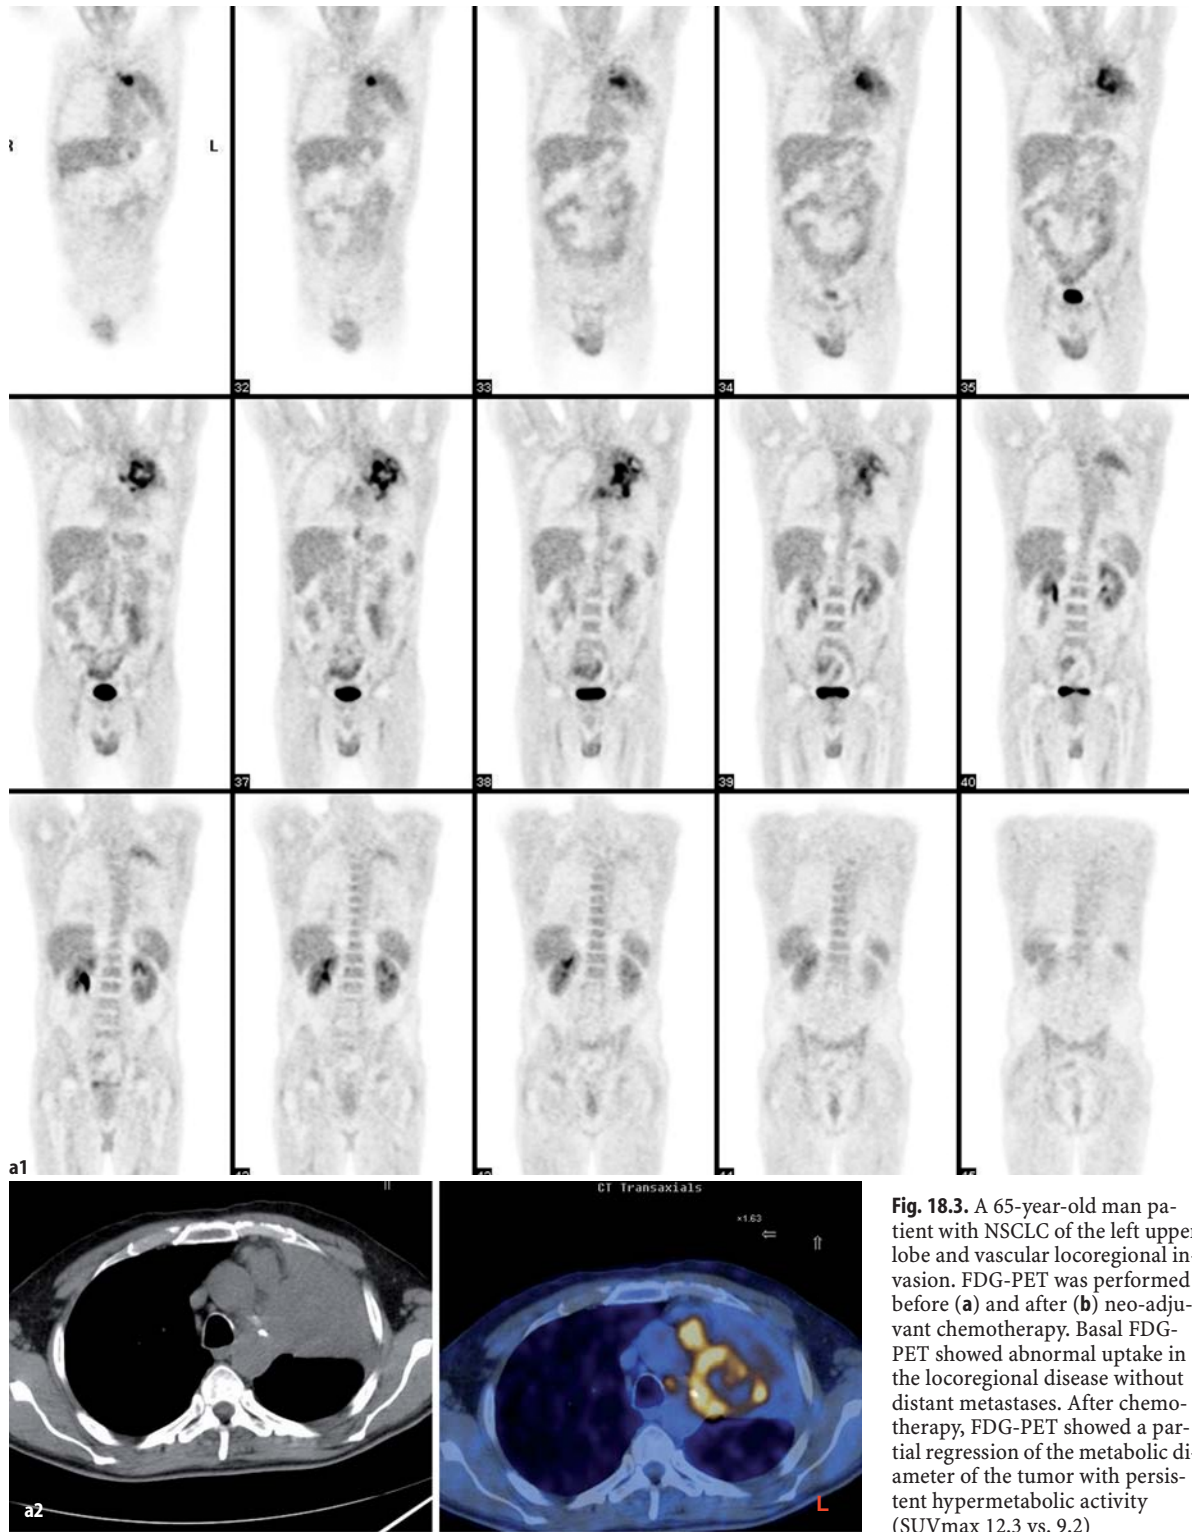 L
32
33
34
35
37
38
39
40
a1
a2
CT Transaxials
×1.63
L
Fig. 18.3. A 65-year-old man pa-
tient with NSCLC of the left upper
lobe and vascular locoregional in-
vasion. FDG-PET was performed
before (a) and after (b) neo-adju-
vant chemotherapy. Basal FDG-
PET showed abnormal uptake in
the locoregional disease without
distant metastases. After chemo-
therapy, FDG-PET showed a par-
tial regression of the metabolic di-
ameter of the tumor with persis-
tent hypermetabolic activity
(SUVmax 12.3 vs. 9.2)